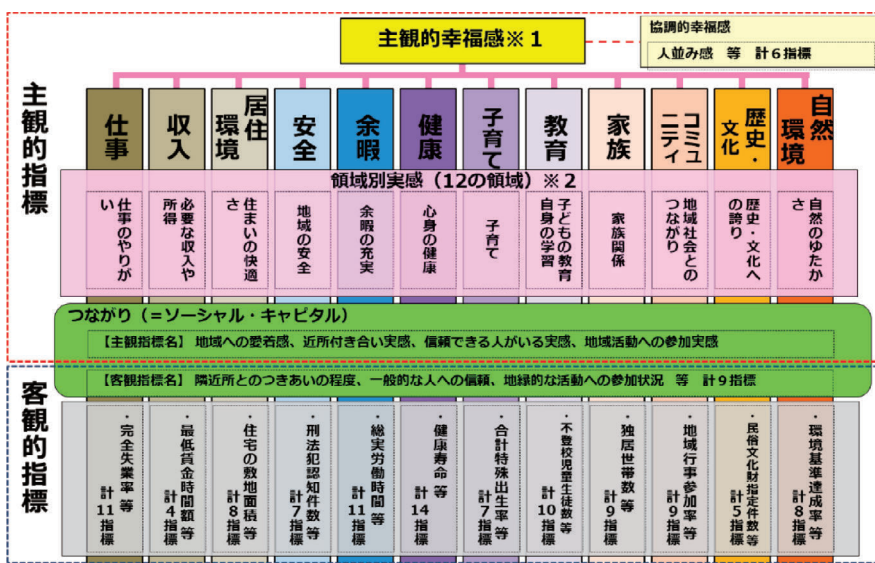 主観的幸福感※1
協調的幸福感
人並み感 等 計6指標
主観的指標
仕事
収入
居住
環境
安全
余暇
健康
子育て
教育
家族
コミュ
ニティ
歴史・
文化
自然
環境
領域別実感（12の領域）※2
仕事のやりが
い
必要な収入や
所得
住まいの快適
さ
地域の安全
余暇の充実
心身の健康
子育て
子どもの教育
自身の学習
家族関係
地域社会との
つながり
歴史・文化へ
の誇り
自然のゆたか
さ
つながり（＝ソーシャル・キャピタル）
【主観指標名】 地域への愛着感、近所付き合い実感、信頼できる人がいる実感、地域活動への参加実感
【客観指標名】 隣近所とのつきあいの程度、一般的な人への信頼、地縁的な活動への参加状況 等 計9指標
客観的指標
・完全失業率 等
計11指標
・最低賃金時間額 等
計4指標
・住宅の敷地面積 等
計8指標
・刑法犯認知件数 等
計7指標
・総実労働時間 等
計11指標
・健康寿命 等
計14指標
・合計特殊出生率 等
計7指標
・不登校児童生徒数 等
計10指標
・独居世帯数 等
計9指標
・地域行事参加率 等
計9指標
・民俗文化財指定件数 等
計5指標
・環境基準達成率 等
計8指標